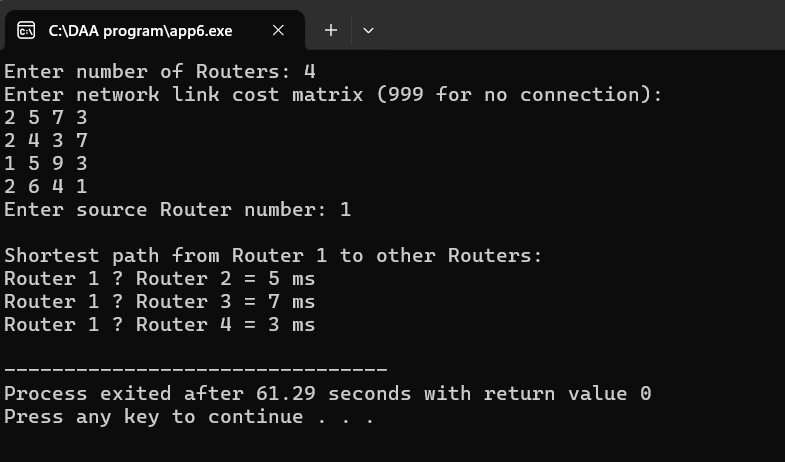 C:\DAA program\app6.exe
Enter number of Routers: 4
Enter network link cost matrix (999 for no connection):
2 5 7 3
2 4 3 7
1 5 9 3
2 6 4 1
Enter source Router number: 1
Shortest path from Router 1 to other Routers:
Router 1 ? Router 2 = 5 ms
Router 1 ? Router 3 = 7 ms
Router 1 ? Router 4 = 3 ms
--------------------------------
Process exited after 61.29 seconds with return value 0
Press any key to continue . . .